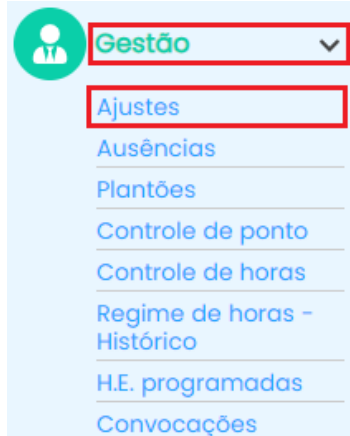 Gestão
Ajustes
Ausências
Plantões
Controle de ponto
Controle de horas
Regime de horas -
Histórico
H.E. programadas
Convocações